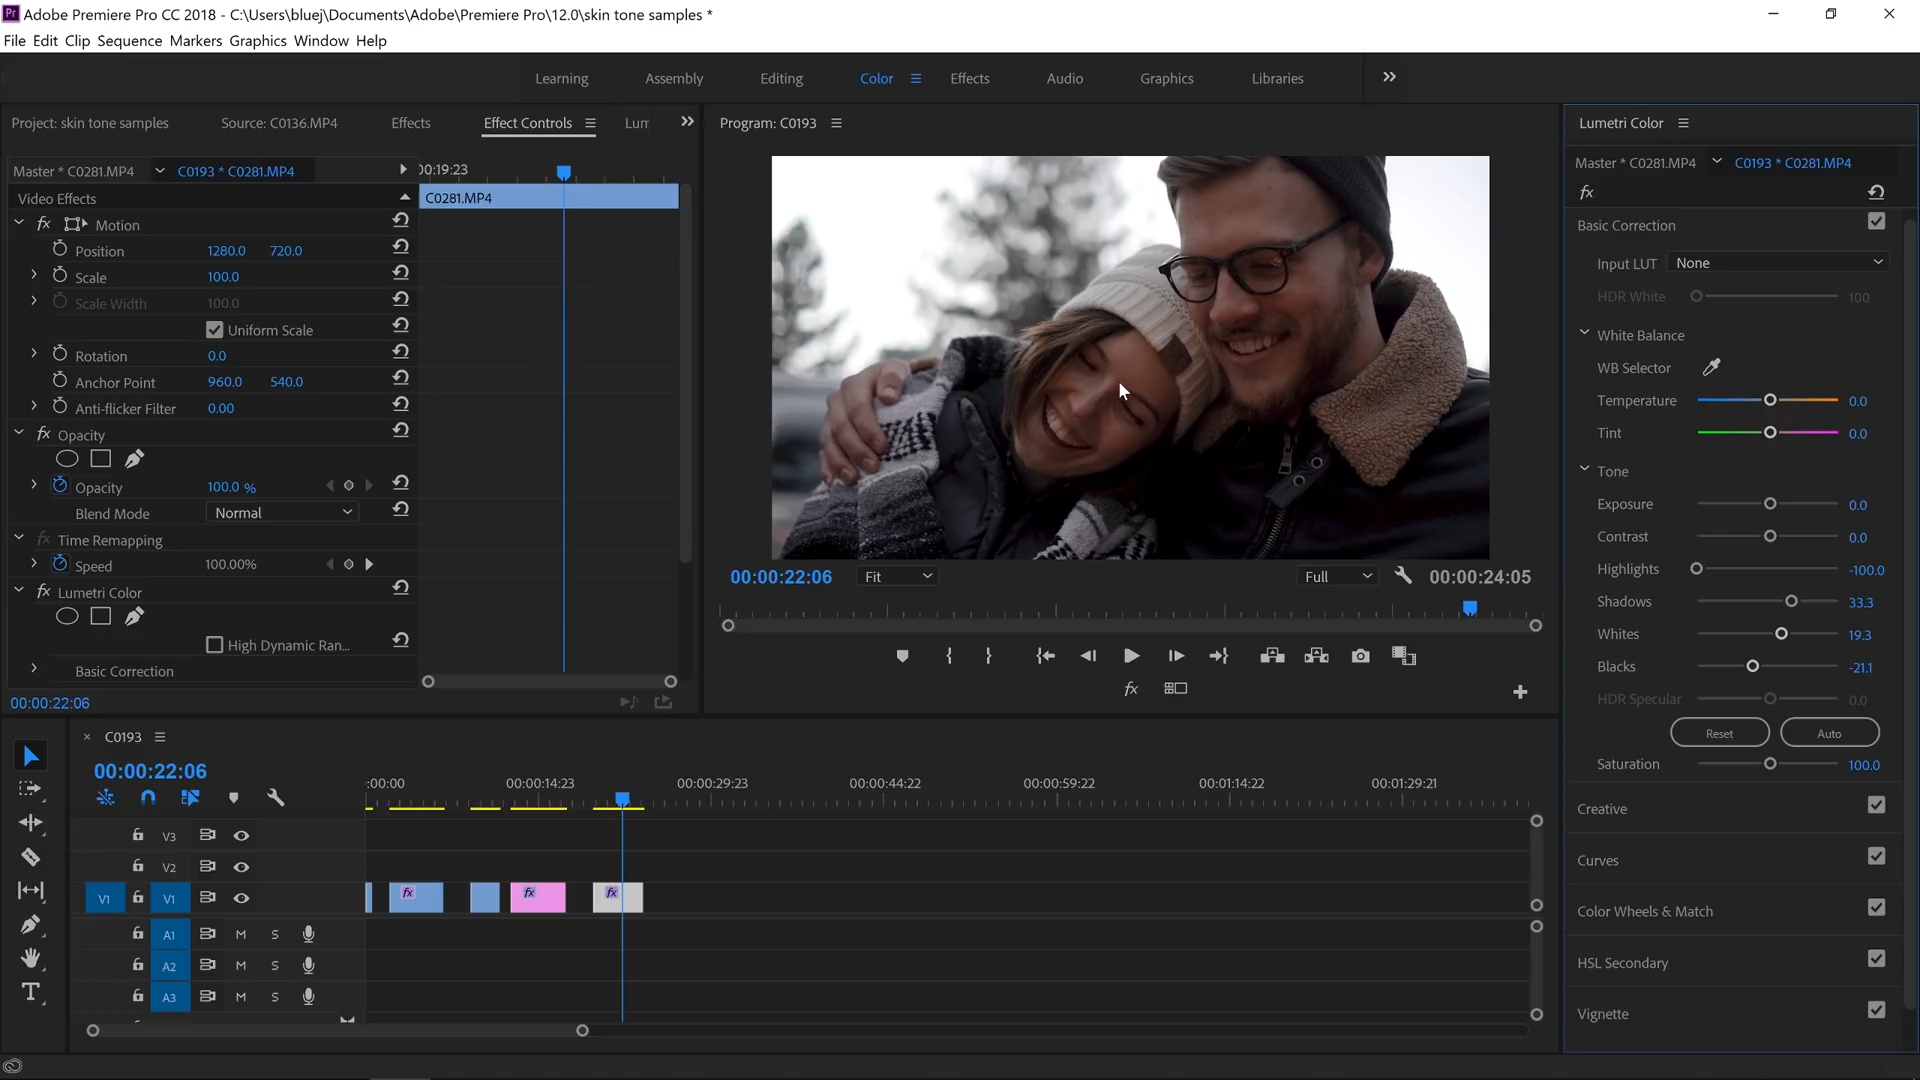 Adobe Premiere Pro CC 2018 - C:\Users\bluej\Documents\Adobe\Premiere Pro\12.0\skin tone samples *
File Edit Clip Sequence Markers Graphics Window Help
Learning Assembly Editing Color Effects Audio Graphics Libraries
Project: skin tone samples Source: C0136.MP4 Effects Effect Controls Lum
Program: C0193
Lumetri Color
Master * C0281.MP4 C0193 * C0281.MP4
00:19:23
Video Effects
C0281.MP4
fx Motion
Position 1280.0 720.0
Scale 100.0
Scale Width 100.0
Uniform Scale
Rotation 0.0
Anchor Point 960.0 540.0
Anti-flicker Filter 0.00
fx Opacity
Opacity 100.0 %
Blend Mode Normal
fx Time Remapping
Speed 100.00%
fx Lumetri Color
High Dynamic Ran...
Basic Correction
00:00:22:06
00:00:22:06 Fit Full 00:00:24:05
fx
Master * C0281.MP4 C0193 * C0281.MP4
fx
Basic Correction
Input LUT None
HDR White 100
White Balance
WB Selector
Temperature 0.0
Tint 0.0
Tone
Exposure 0.0
Contrast 0.0
Highlights -100.0
Shadows 33.3
Whites 19.3
Blacks -21.1
HDR Specular 0.0
Reset Auto
Saturation 100.0
Creative
Curves
Color Wheels & Match
HSL Secondary
Vignette
× C0193
00:00:22:06
:00:00 00:00:14:23 00:00:29:23 00:00:44:22 00:00:59:22 00:01:14:22 00:01:29:21
V3
V2
V1 V1 fx fx fx
A1 M S
A2 M S
A3 M S